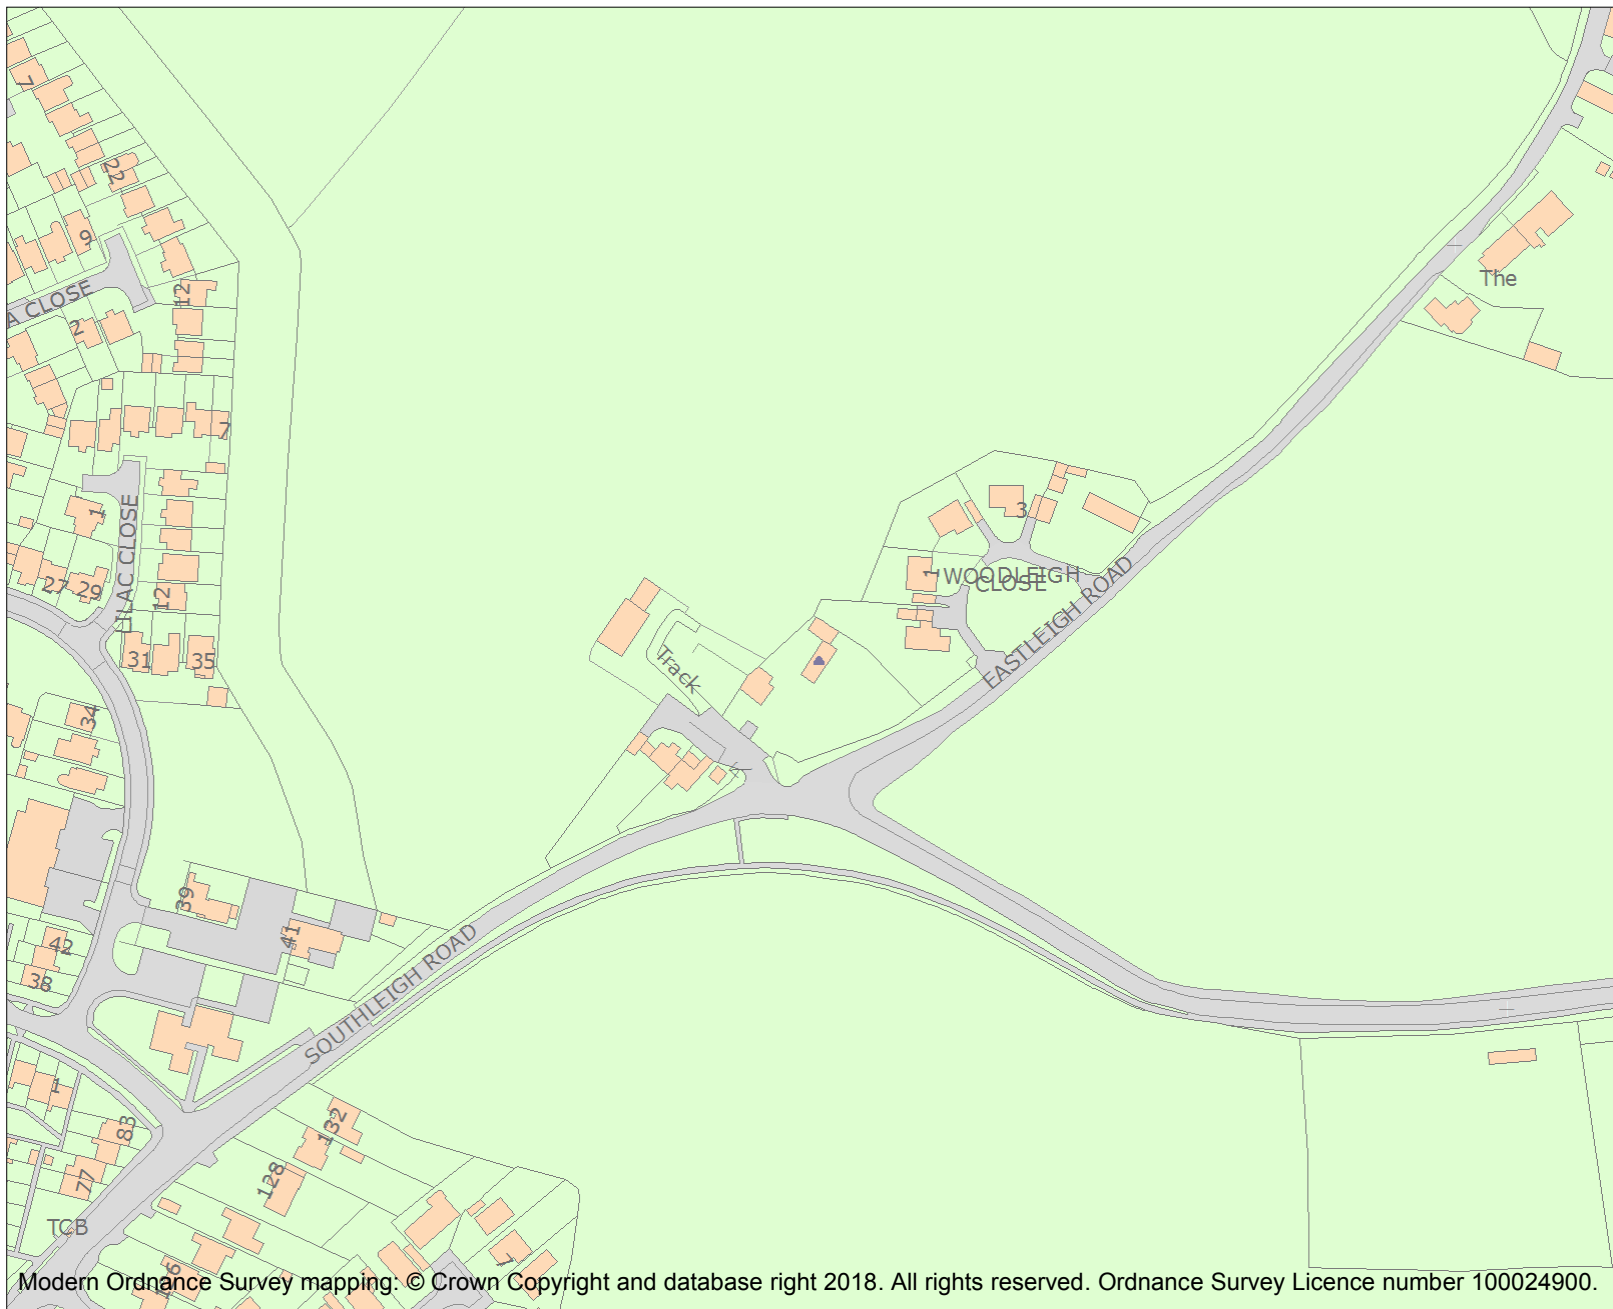 7
22
9
A CLOSE
12
2
7
The
1
LILAC CLOSE
3
27
29
12
1
WOODLEIGH
CLOSE
EASTLEIGH ROAD
31
35
Track
34
39
41
42
38
SOUTHLEIGH ROAD
1
83
132
77
128
TCB
7
Modern Ordnance Survey mapping: © Crown Copyright and database right 2018. All rights reserved. Ordnance Survey Licence number 100024900.